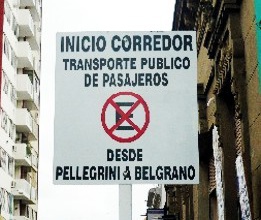 INICIO CORREDOR
TRANSPORTE PUBLICO
DE PASAJEROS
E
DESDE
PELLEGRINI A BELGRANO